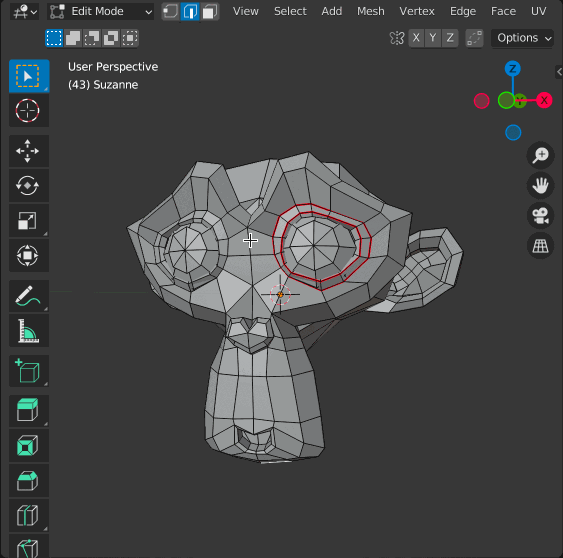 Edit Mode View Select Add Mesh Vertex Edge Face UV
X Y Z Options
User Perspective
(43) Suzanne
Z
Y X